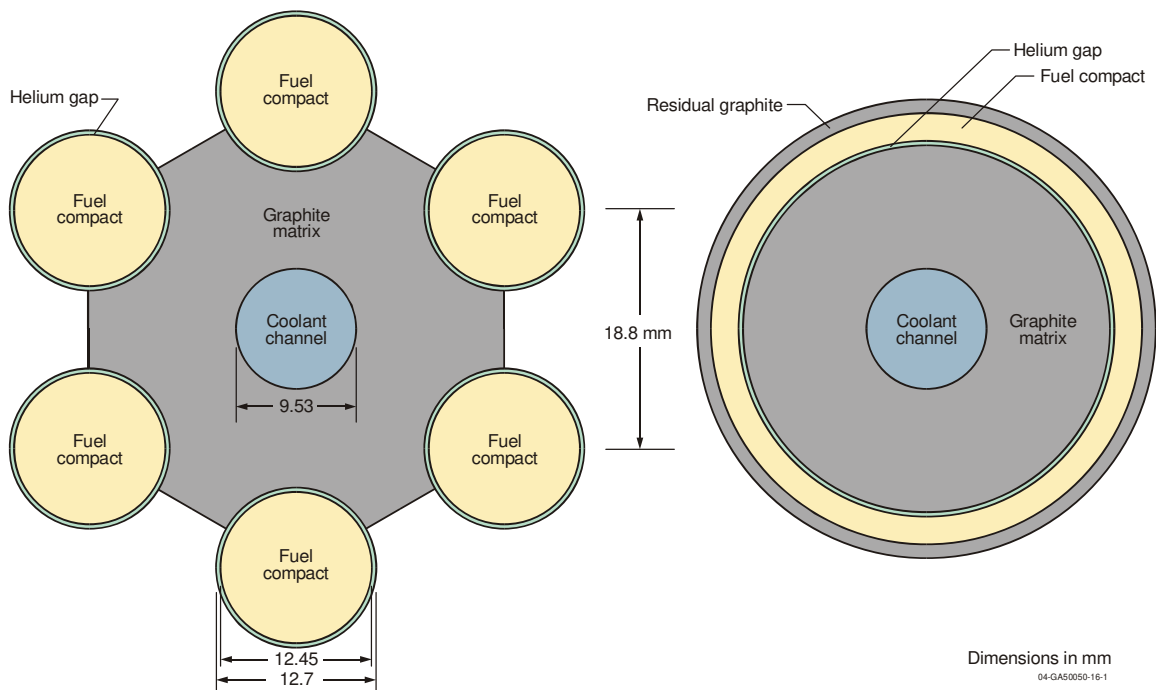 Fuel
compact
Helium gap
Fuel
compact
Fuel
compact
Graphite
matrix
Coolant
channel
9.53
Fuel
compact
Fuel
compact
Fuel
compact
12.45
12.7
18.8 mm
Helium gap
Fuel compact
Residual graphite
Coolant
channel
Graphite
matrix
Dimensions in mm
04-GA50050-16-1